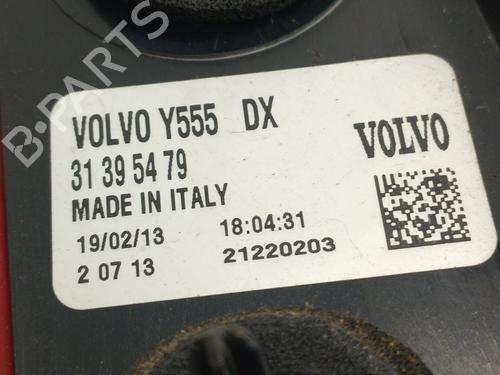 B-PARTS
VOLVO Y555 DX
31 39 54 79
MADE IN ITALY
19/02/13 18:04:31
2 07 13 21220203
VOLVO